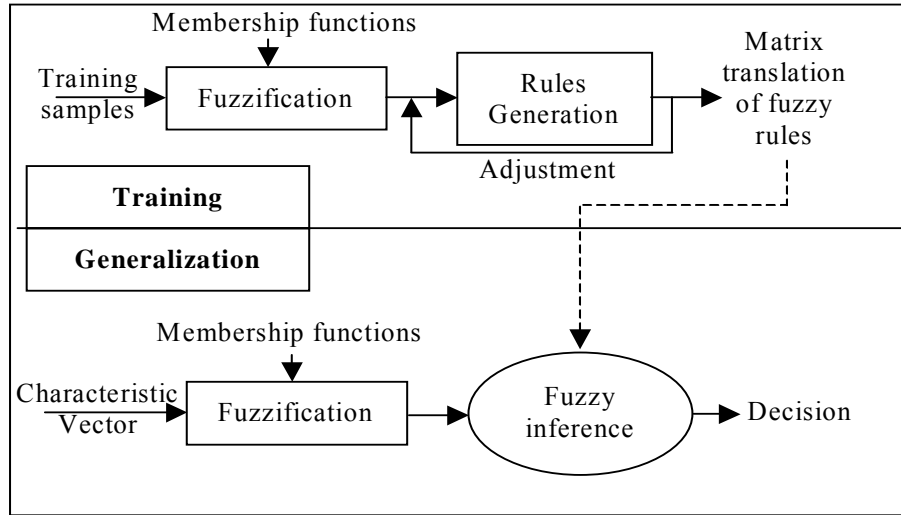 Membership functions
Training
samples
Fuzzification
Rules
Generation
Matrix
translation
of fuzzy
rules
Adjustment
Training
Generalization
Membership functions
Characteristic
Vector
Fuzzification
Fuzzy
inference
Decision